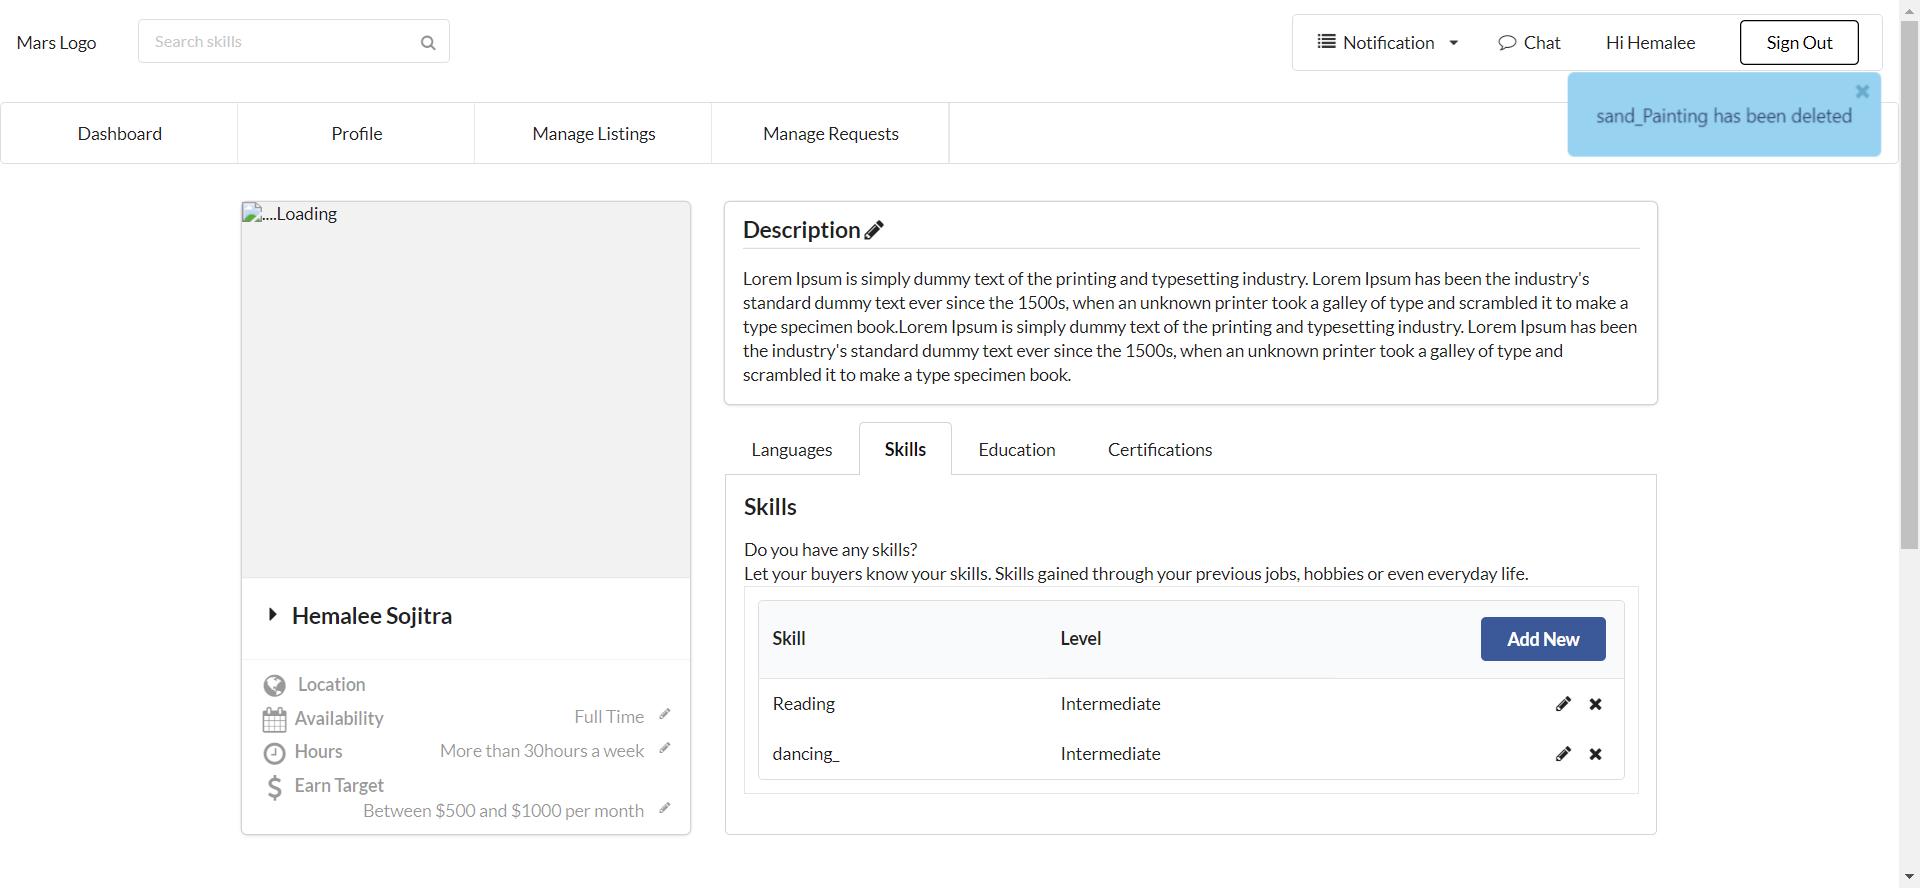 Mars Logo
Search skills
Notification
Chat
Hi Hemalee
Sign Out
sand_Painting has been deleted
Dashboard
Profile
Manage Listings
Manage Requests
....Loading
Hemalee Sojitra
Location
Availability
Full Time
Hours
More than 30hours a week
Earn Target
Between $500 and $1000 per month
Description
Lorem Ipsum is simply dummy text of the printing and typesetting industry. Lorem Ipsum has been the industry's
standard dummy text ever since the 1500s, when an unknown printer took a galley of type and scrambled it to make a
type specimen book.Lorem Ipsum is simply dummy text of the printing and typesetting industry. Lorem Ipsum has been
the industry's standard dummy text ever since the 1500s, when an unknown printer took a galley of type and
scrambled it to make a type specimen book.
Languages
Skills
Education
Certifications
Skills
Do you have any skills?
Let your buyers know your skills. Skills gained through your previous jobs, hobbies or even everyday life.
Skill
Level
Add New
Reading
Intermediate
dancing_
Intermediate